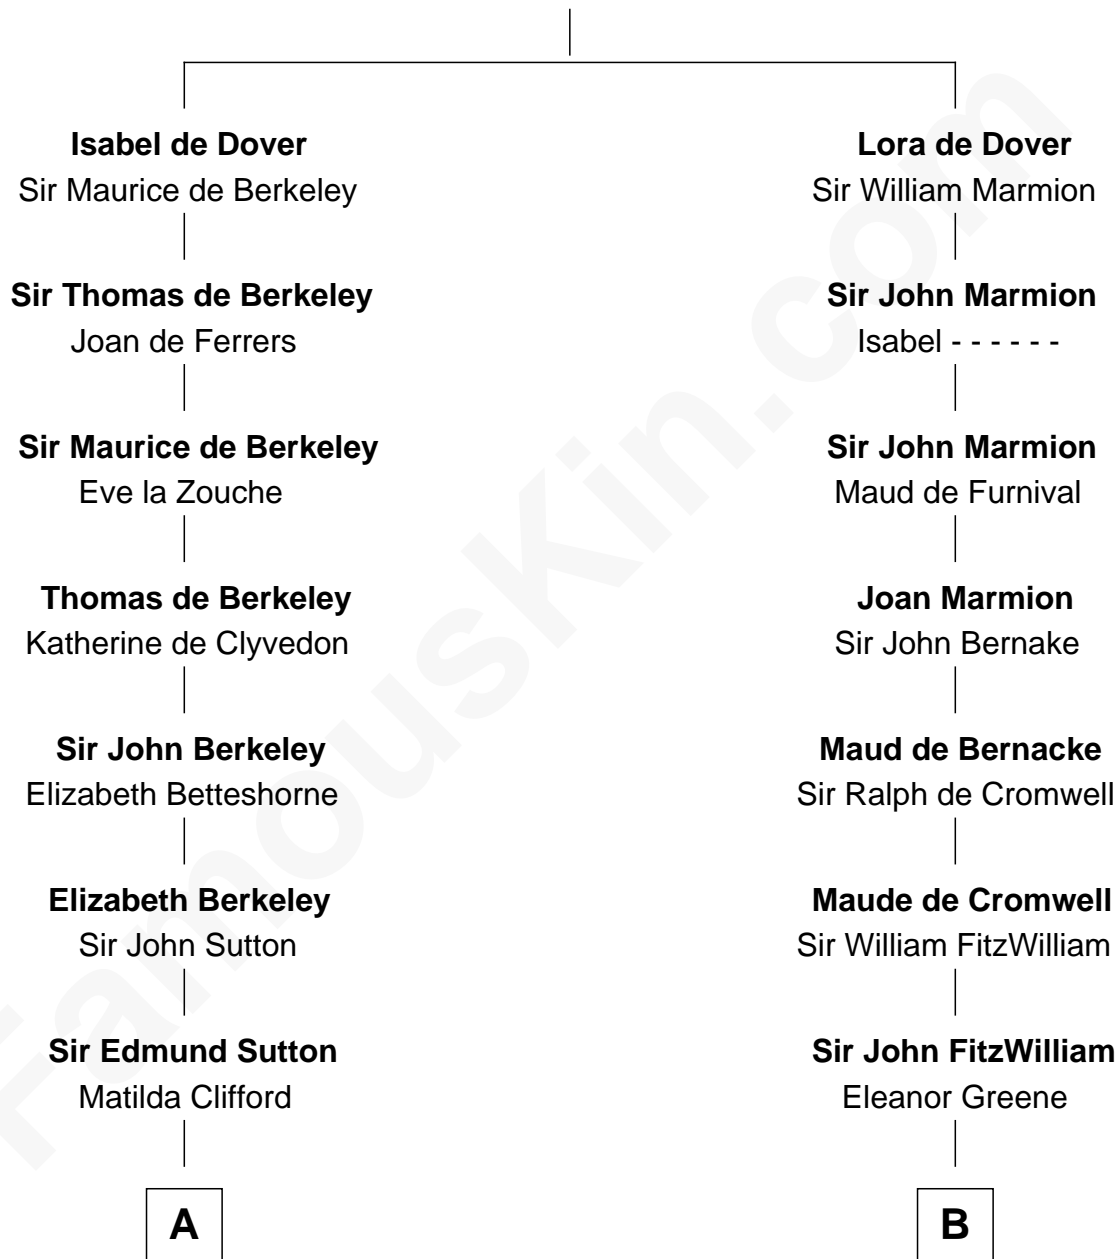 Isabel de Dover
Sir Maurice de Berkeley
Lora de Dover
Sir William Marmion
Sir Thomas de Berkeley
Joan de Ferrers
Sir John Marmion
Isabel - - - - - -
Sir Maurice de Berkeley
Eve la Zouche
Sir John Marmion
Maud de Furnival
Thomas de Berkeley
Katherine de Clyvedon
Joan Marmion
Sir John Bernake
Sir John Berkeley
Elizabeth Betteshorne
Maud de Bernacke
Sir Ralph de Cromwell
Elizabeth Berkeley
Sir John Sutton
Maude de Cromwell
Sir William FitzWilliam
Sir Edmund Sutton
Matilda Clifford
Sir John FitzWilliam
Eleanor Greene
A
B
FamousKin.com